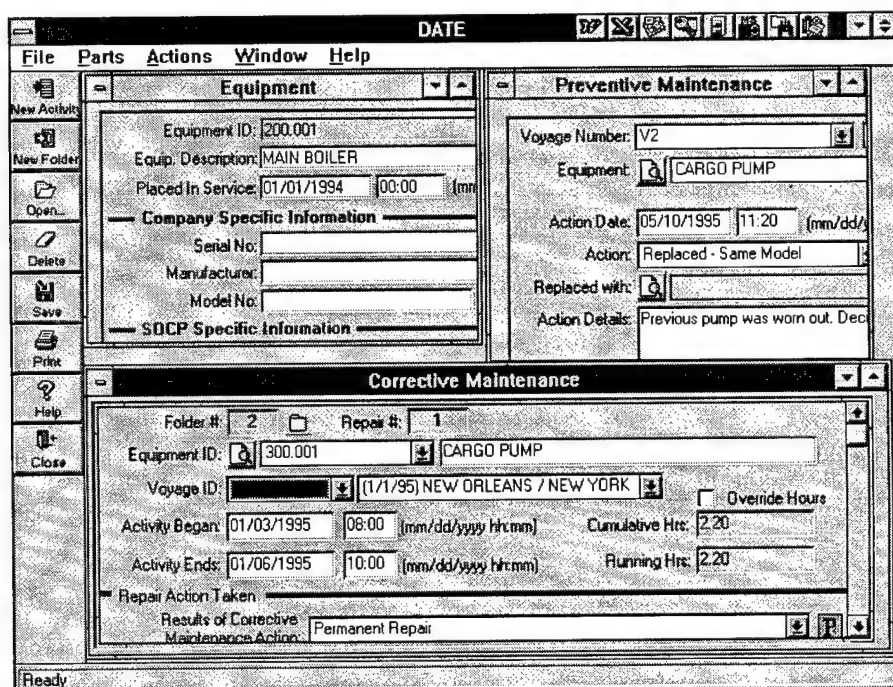 DATE
File Parts Actions Window Help
New Activity
New Folder
Open...
Delete
Save
Print
Help
Close
Equipment
Equipment ID: 200.001
Equip. Description: MAIN BOILER
Placed In Service: 01/01/1994 00:00 (mm
Company Specific Information
Serial No:
Manufacturer:
Model No:
SDCP Specific Information
Preventive Maintenance
Voyage Number: V2
Equipment: CARGO PUMP
Action Date: 05/10/1995 11:20 (mm/dd/y
Action: Replaced - Same Model
Replaced with:
Action Details: Previous pump was worn out. Deci
Corrective Maintenance
Folder #: 2 Repair #: 1
Equipment ID: 300.001 CARGO PUMP
Voyage ID: (1/1/95) NEW ORLEANS / NEW YORK
Override Hours
Activity Began: 01/03/1995 08:00 (mm/dd/yyyy hh:mm) Cumulative Hrs: 2.20
Activity Ends: 01/06/1995 10:00 (mm/dd/yyyy hh:mm) Running Hrs: 2.20
Repair Action Taken
Results of Corrective
Maintenance Action: Permanent Repair P
Ready